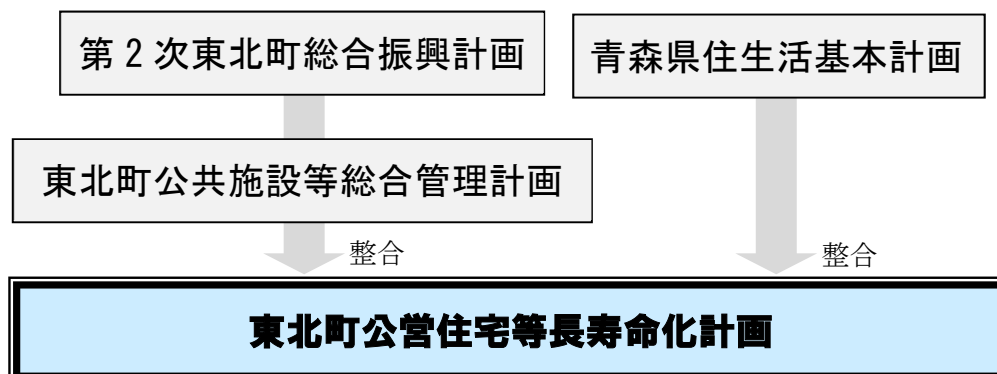 第2次東北町総合振興計画
青森県住生活基本計画
東北町公共施設等総合管理計画
整合
整合
東北町公営住宅等長寿命化計画